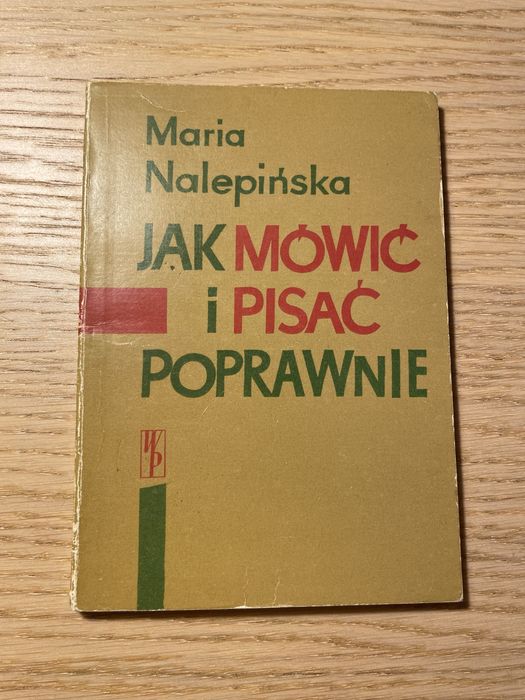 Maria
Nalepińska
JAK MÓWIĆ
i PISAĆ
POPRAWNIE
WP